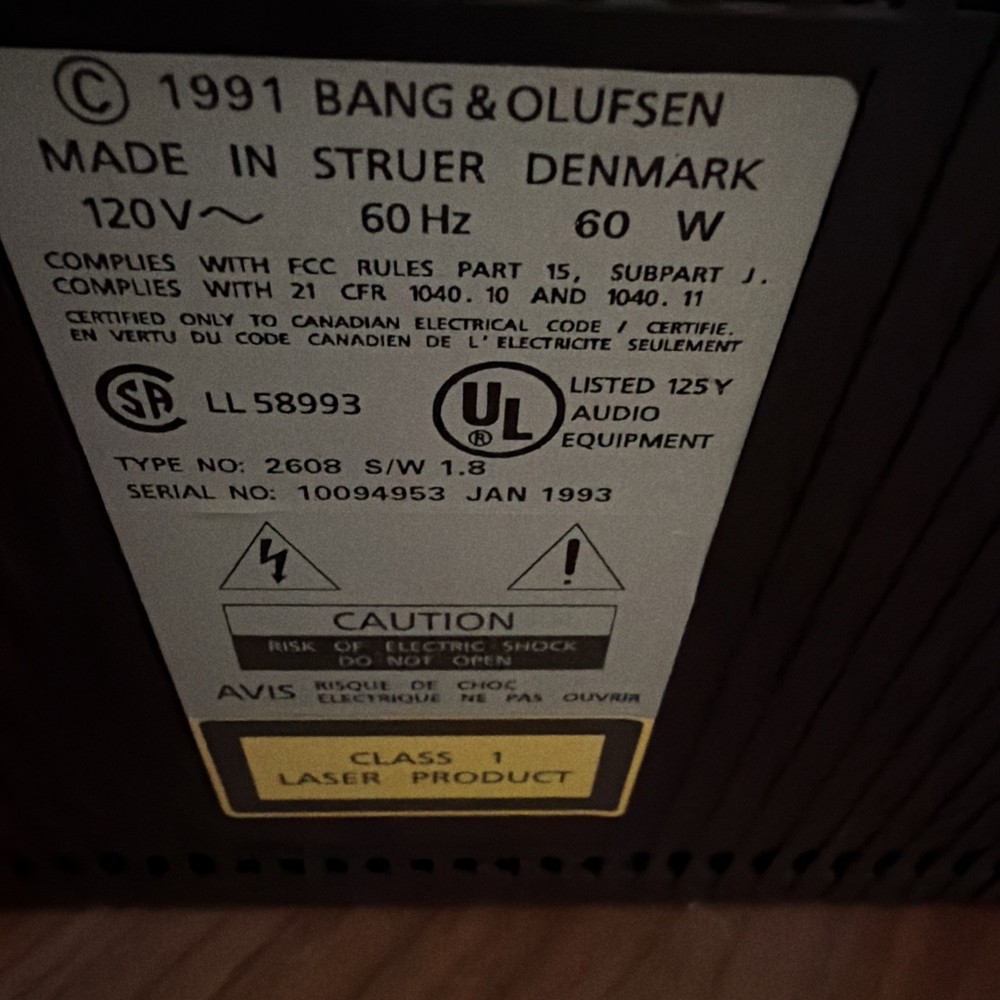 © 1991 BANG & OLUFSEN
MADE IN STRUER DENMARK
120V~ 60 Hz 60 W
COMPLIES WITH FCC RULES PART 15, SUBPART J.
COMPLIES WITH 21 CFR 1040.10 AND 1040.11
CERTIFIED ONLY TO CANADIAN ELECTRICAL CODE / CERTIFIE.
EN VERTU DU CODE CANADIEN DE L'ELECTRICITE SEULEMENT
SA LL 58993
UL ® LISTED 125Y
AUDIO
EQUIPMENT
TYPE NO: 2608 S/W 1.8
SERIAL NO: 10094953 JAN 1993
!
CAUTION
RISK OF ELECTRIC SHOCK
DO NOT OPEN
AVIS RISQUE DE CHOC
ELECTRIQUE NE PAS OUVRIR
CLASS 1
LASER PRODUCT